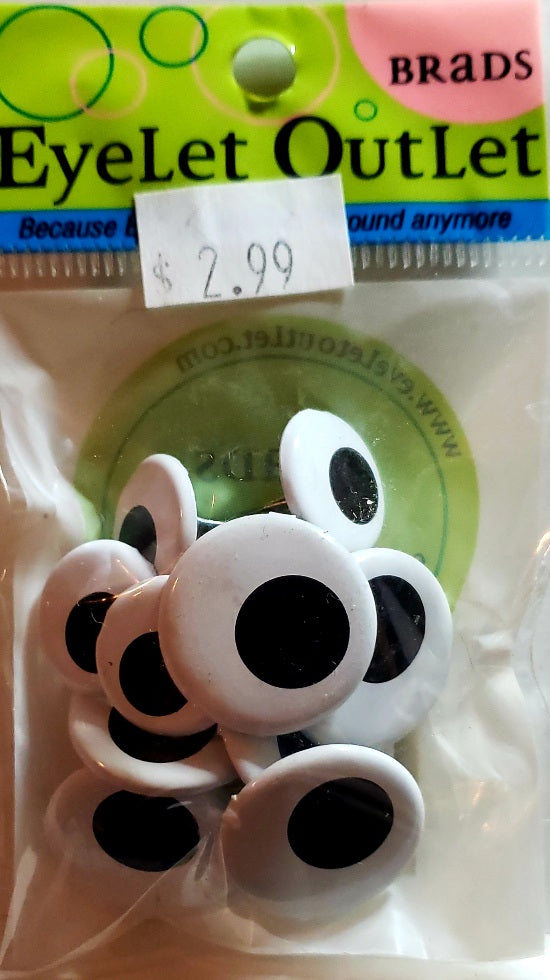 BRaDS
EyeLet OutLet
Because ound anymore
$ 2.99
www.eyeletoutlet.com